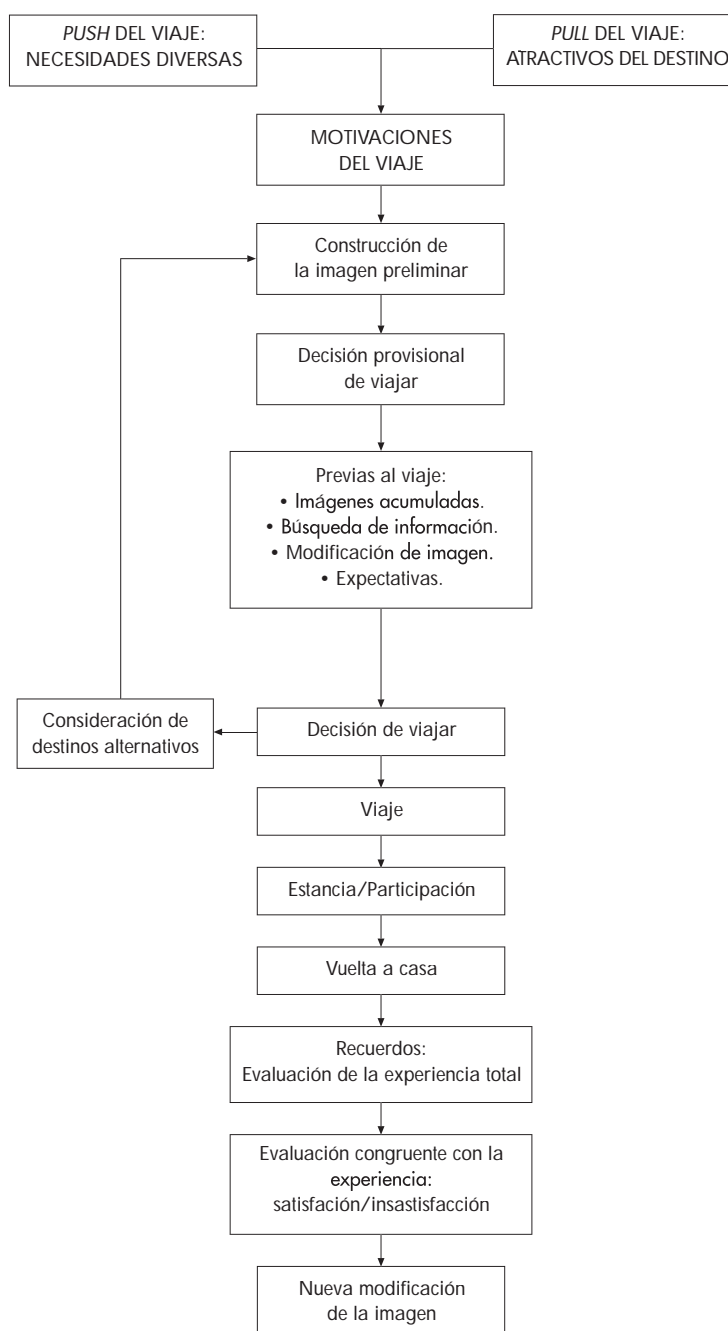 PUSH DEL VIAJE:
NECESIDADES DIVERSAS
PULL DEL VIAJE:
ATRACTIVOS DEL DESTINO
MOTIVACIONES
DEL VIAJE
Construcción de
la imagen preliminar
Decisión provisional
de viajar
Previas al viaje:
• Imágenes acumuladas.
• Búsqueda de información.
• Modificación de imagen.
• Expectativas.
Consideración de
destinos alternativos
Decisión de viajar
Viaje
Estancia/Participación
Vuelta a casa
Recuerdos:
Evaluación de la experiencia total
Evaluación congruente con la
experiencia:
satisfación/insastisfacción
Nueva modificación
de la imagen